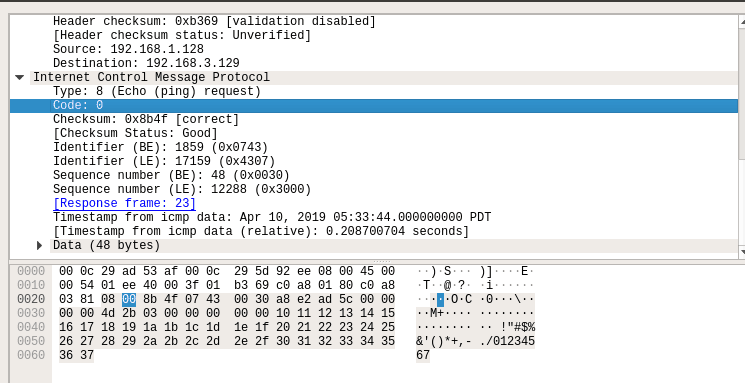 Header checksum: 0xb369 [validation disabled]
[Header checksum status: Unverified]
Source: 192.168.1.128
Destination: 192.168.3.129
Internet Control Message Protocol
Type: 8 (Echo (ping) request)
Code: 0
Checksum: 0x8b4f [correct]
[Checksum Status: Good]
Identifier (BE): 1859 (0x0743)
Identifier (LE): 17159 (0x4307)
Sequence number (BE): 48 (0x0030)
Sequence number (LE): 12288 (0x3000)
[Response frame: 23]
Timestamp from icmp data: Apr 10, 2019 05:33:44.000000000 PDT
[Timestamp from icmp data (relative): 0.208700704 seconds]
Data (48 bytes)
0000 00 0c 29 ad 53 af 00 0c 29 5d 92 ee 08 00 45 00 ··)·S··· )]····E·
0010 00 54 01 ee 40 00 3f 01 b3 69 c0 a8 01 80 c0 a8 ·T··@·?· ·i······
0020 03 81 08 00 8b 4f 07 43 00 30 a8 e2 ad 5c 00 00 ·····O·C ·0···\··
0030 00 00 4d 2b 03 00 00 00 00 00 10 11 12 13 14 15 ··M+···· ········
0040 16 17 18 19 1a 1b 1c 1d 1e 1f 20 21 22 23 24 25 ········ ·· !"#$%
0050 26 27 28 29 2a 2b 2c 2d 2e 2f 30 31 32 33 34 35 &'()*+,- ./012345
0060 36 37 67